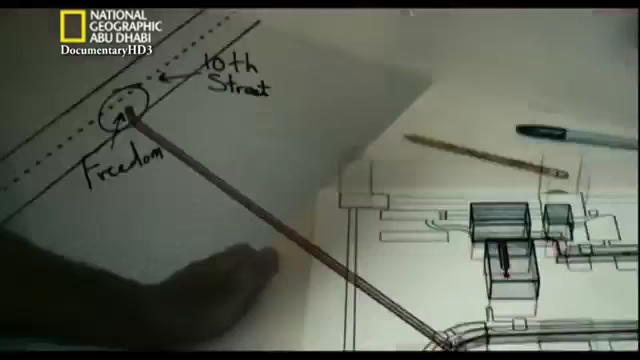 NATIONAL
GEOGRAPHIC
ABU DHABI
DocumentaryHD3
10th
Street
Freedom